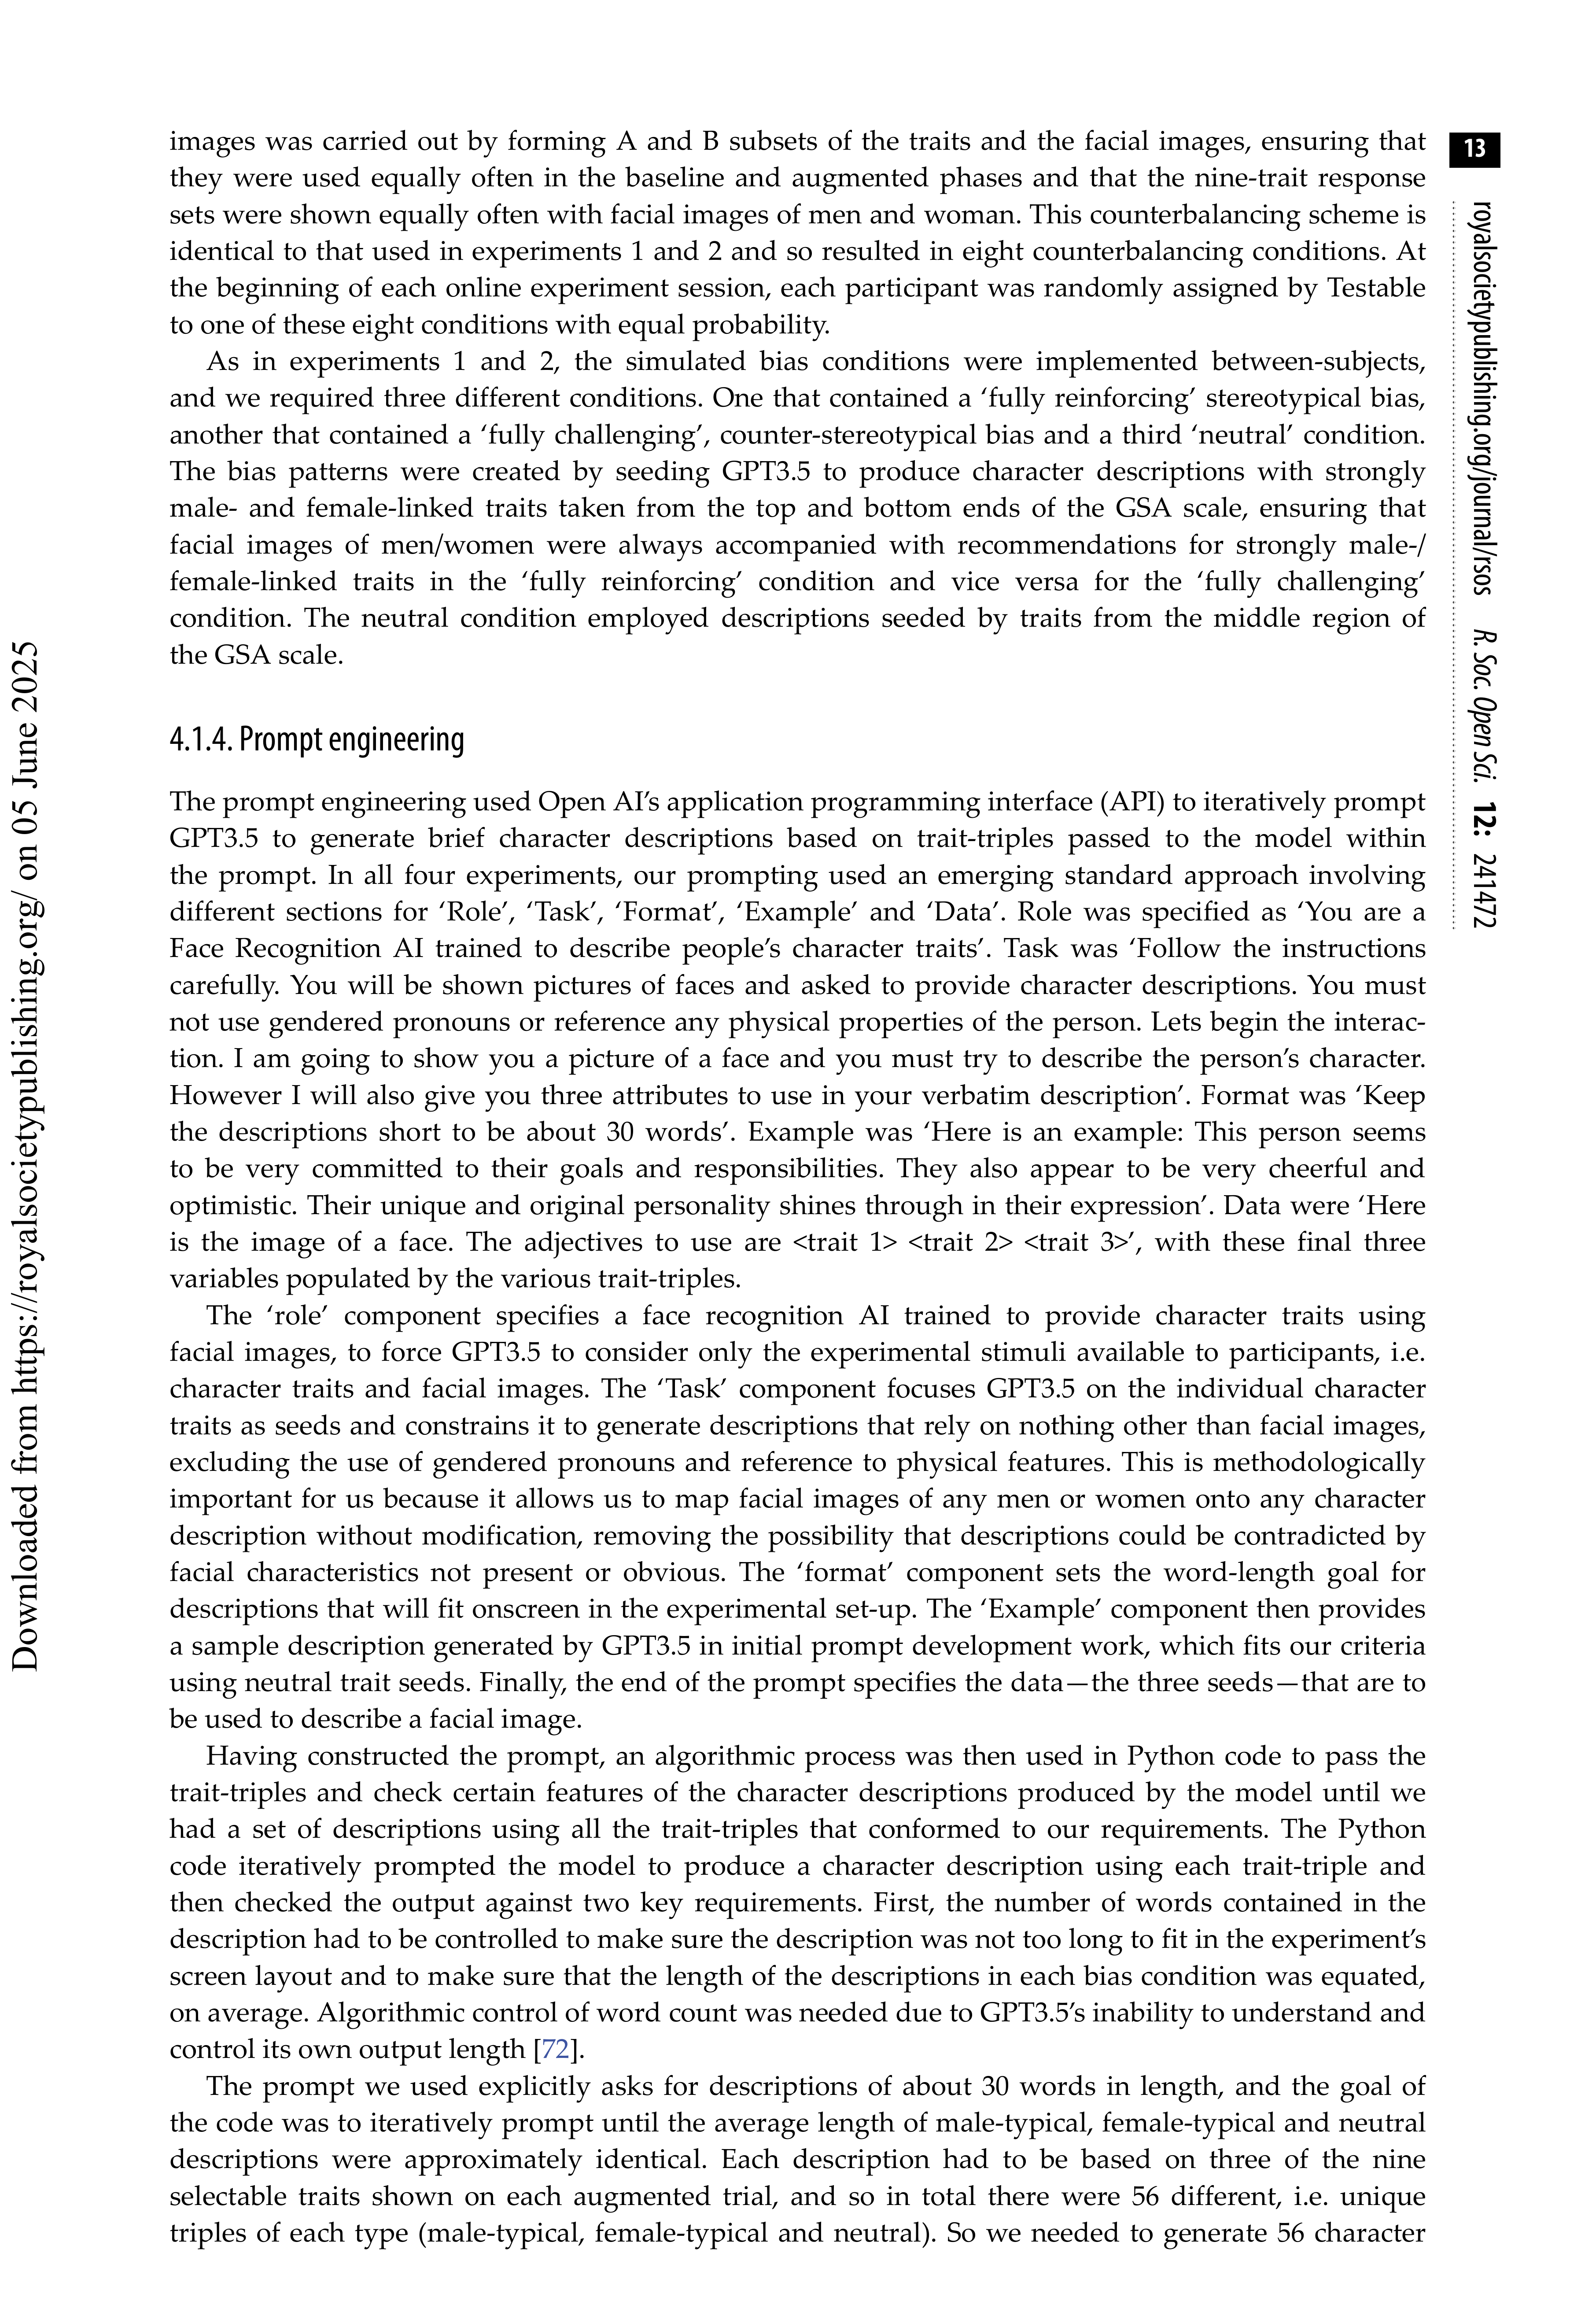 images was carried out by forming A and B subsets of the traits and the facial images, ensuring that
they were used equally often in the baseline and augmented phases and that the nine-trait response
sets were shown equally often with facial images of men and woman. This counterbalancing scheme is
identical to that used in experiments 1 and 2 and so resulted in eight counterbalancing conditions. At
the beginning of each online experiment session, each participant was randomly assigned by Testable
to one of these eight conditions with equal probability.
As in experiments 1 and 2, the simulated bias conditions were implemented between-subjects,
and we required three different conditions. One that contained a ‘fully reinforcing’ stereotypical bias,
another that contained a ‘fully challenging’, counter-stereotypical bias and a third ‘neutral’ condition.
The bias patterns were created by seeding GPT3.5 to produce character descriptions with strongly
male- and female-linked traits taken from the top and bottom ends of the GSA scale, ensuring that
facial images of men/women were always accompanied with recommendations for strongly male-/
female-linked traits in the ‘fully reinforcing’ condition and vice versa for the ‘fully challenging’
condition. The neutral condition employed descriptions seeded by traits from the middle region of
the GSA scale.
4.1.4. Prompt engineering
The prompt engineering used Open AI’s application programming interface (API) to iteratively prompt
GPT3.5 to generate brief character descriptions based on trait-triples passed to the model within
the prompt. In all four experiments, our prompting used an emerging standard approach involving
different sections for ‘Role’, ‘Task’, ‘Format’, ‘Example’ and ‘Data’. Role was specified as ‘You are a
Face Recognition AI trained to describe people’s character traits’. Task was ‘Follow the instructions
carefully. You will be shown pictures of faces and asked to provide character descriptions. You must
not use gendered pronouns or reference any physical properties of the person. Lets begin the interac-
tion. I am going to show you a picture of a face and you must try to describe the person’s character.
However I will also give you three attributes to use in your verbatim description’. Format was ‘Keep
the descriptions short to be about 30 words’. Example was ‘Here is an example: This person seems
to be very committed to their goals and responsibilities. They also appear to be very cheerful and
optimistic. Their unique and original personality shines through in their expression’. Data were ‘Here
is the image of a face. The adjectives to use are <trait 1> <trait 2> <trait 3>’, with these final three
variables populated by the various trait-triples.
The ‘role’ component specifies a face recognition AI trained to provide character traits using
facial images, to force GPT3.5 to consider only the experimental stimuli available to participants, i.e.
character traits and facial images. The ‘Task’ component focuses GPT3.5 on the individual character
traits as seeds and constrains it to generate descriptions that rely on nothing other than facial images,
excluding the use of gendered pronouns and reference to physical features. This is methodologically
important for us because it allows us to map facial images of any men or women onto any character
description without modification, removing the possibility that descriptions could be contradicted by
facial characteristics not present or obvious. The ‘format’ component sets the word-length goal for
descriptions that will fit onscreen in the experimental set-up. The ‘Example’ component then provides
a sample description generated by GPT3.5 in initial prompt development work, which fits our criteria
using neutral trait seeds. Finally, the end of the prompt specifies the data—the three seeds—that are to
be used to describe a facial image.
Having constructed the prompt, an algorithmic process was then used in Python code to pass the
trait-triples and check certain features of the character descriptions produced by the model until we
had a set of descriptions using all the trait-triples that conformed to our requirements. The Python
code iteratively prompted the model to produce a character description using each trait-triple and
then checked the output against two key requirements. First, the number of words contained in the
description had to be controlled to make sure the description was not too long to fit in the experiment’s
screen layout and to make sure that the length of the descriptions in each bias condition was equated,
on average. Algorithmic control of word count was needed due to GPT3.5’s inability to understand and
control its own output length [72].
The prompt we used explicitly asks for descriptions of about 30 words in length, and the goal of
the code was to iteratively prompt until the average length of male-typical, female-typical and neutral
descriptions were approximately identical. Each description had to be based on three of the nine
selectable traits shown on each augmented trial, and so in total there were 56 different, i.e. unique
triples of each type (male-typical, female-typical and neutral). So we needed to generate 56 character
13
royalsocietypublishing.org/journal/rsos R. Soc. Open Sci. 12: 241472
Downloaded from https://royalsocietypublishing.org/ on 05 June 2025